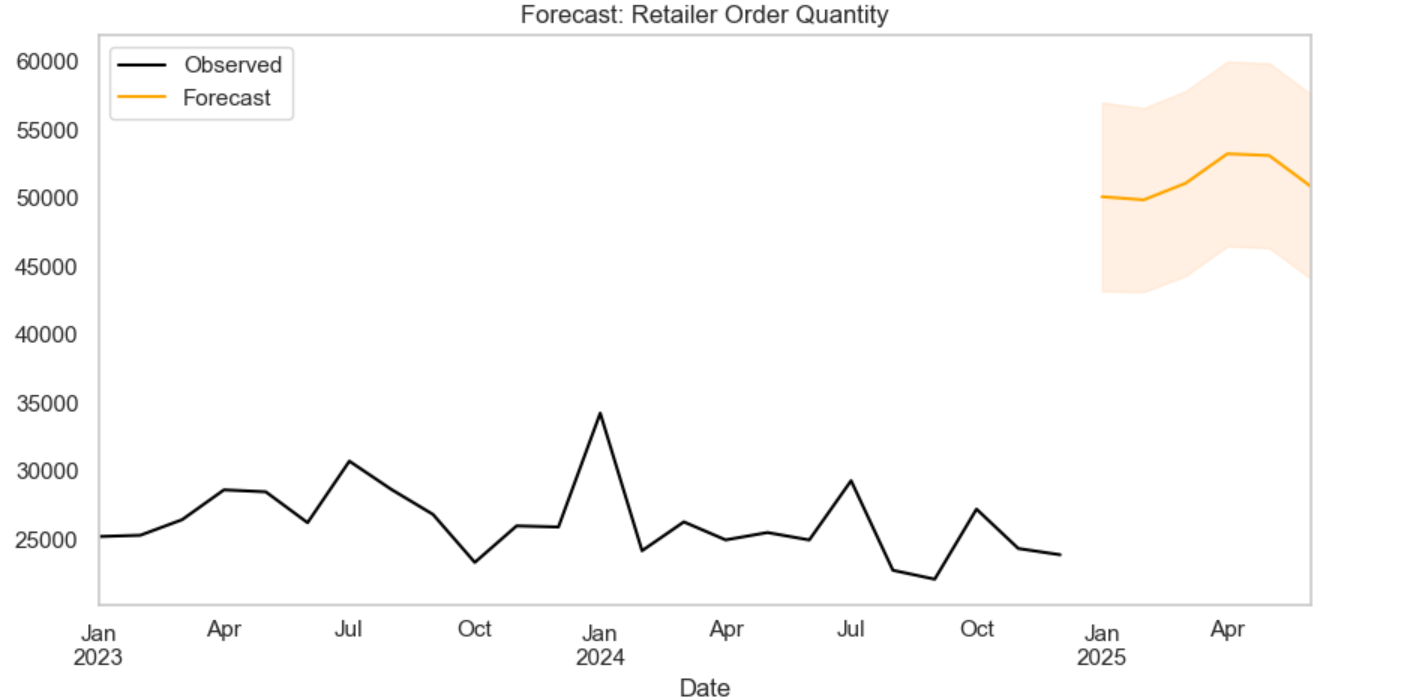 Forecast: Retailer Order Quantity
Observed
Forecast
60000
55000
50000
45000
40000
35000
30000
25000
Jan Apr Jul Oct Jan Apr Jul Oct Jan Apr
2023 2024 2025
Date